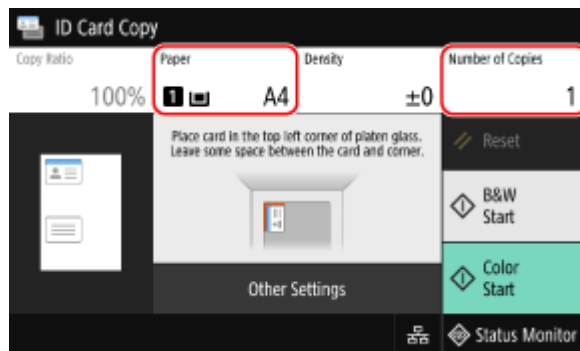 ID Card Copy
Copy Ratio
100%
Paper
1 A4
Density
±0
Number of Copies
1
Place card in the top left corner of platen glass.
Leave some space between the card and corner.
Other Settings
Reset
B&W
Start
Color
Start
Status Monitor